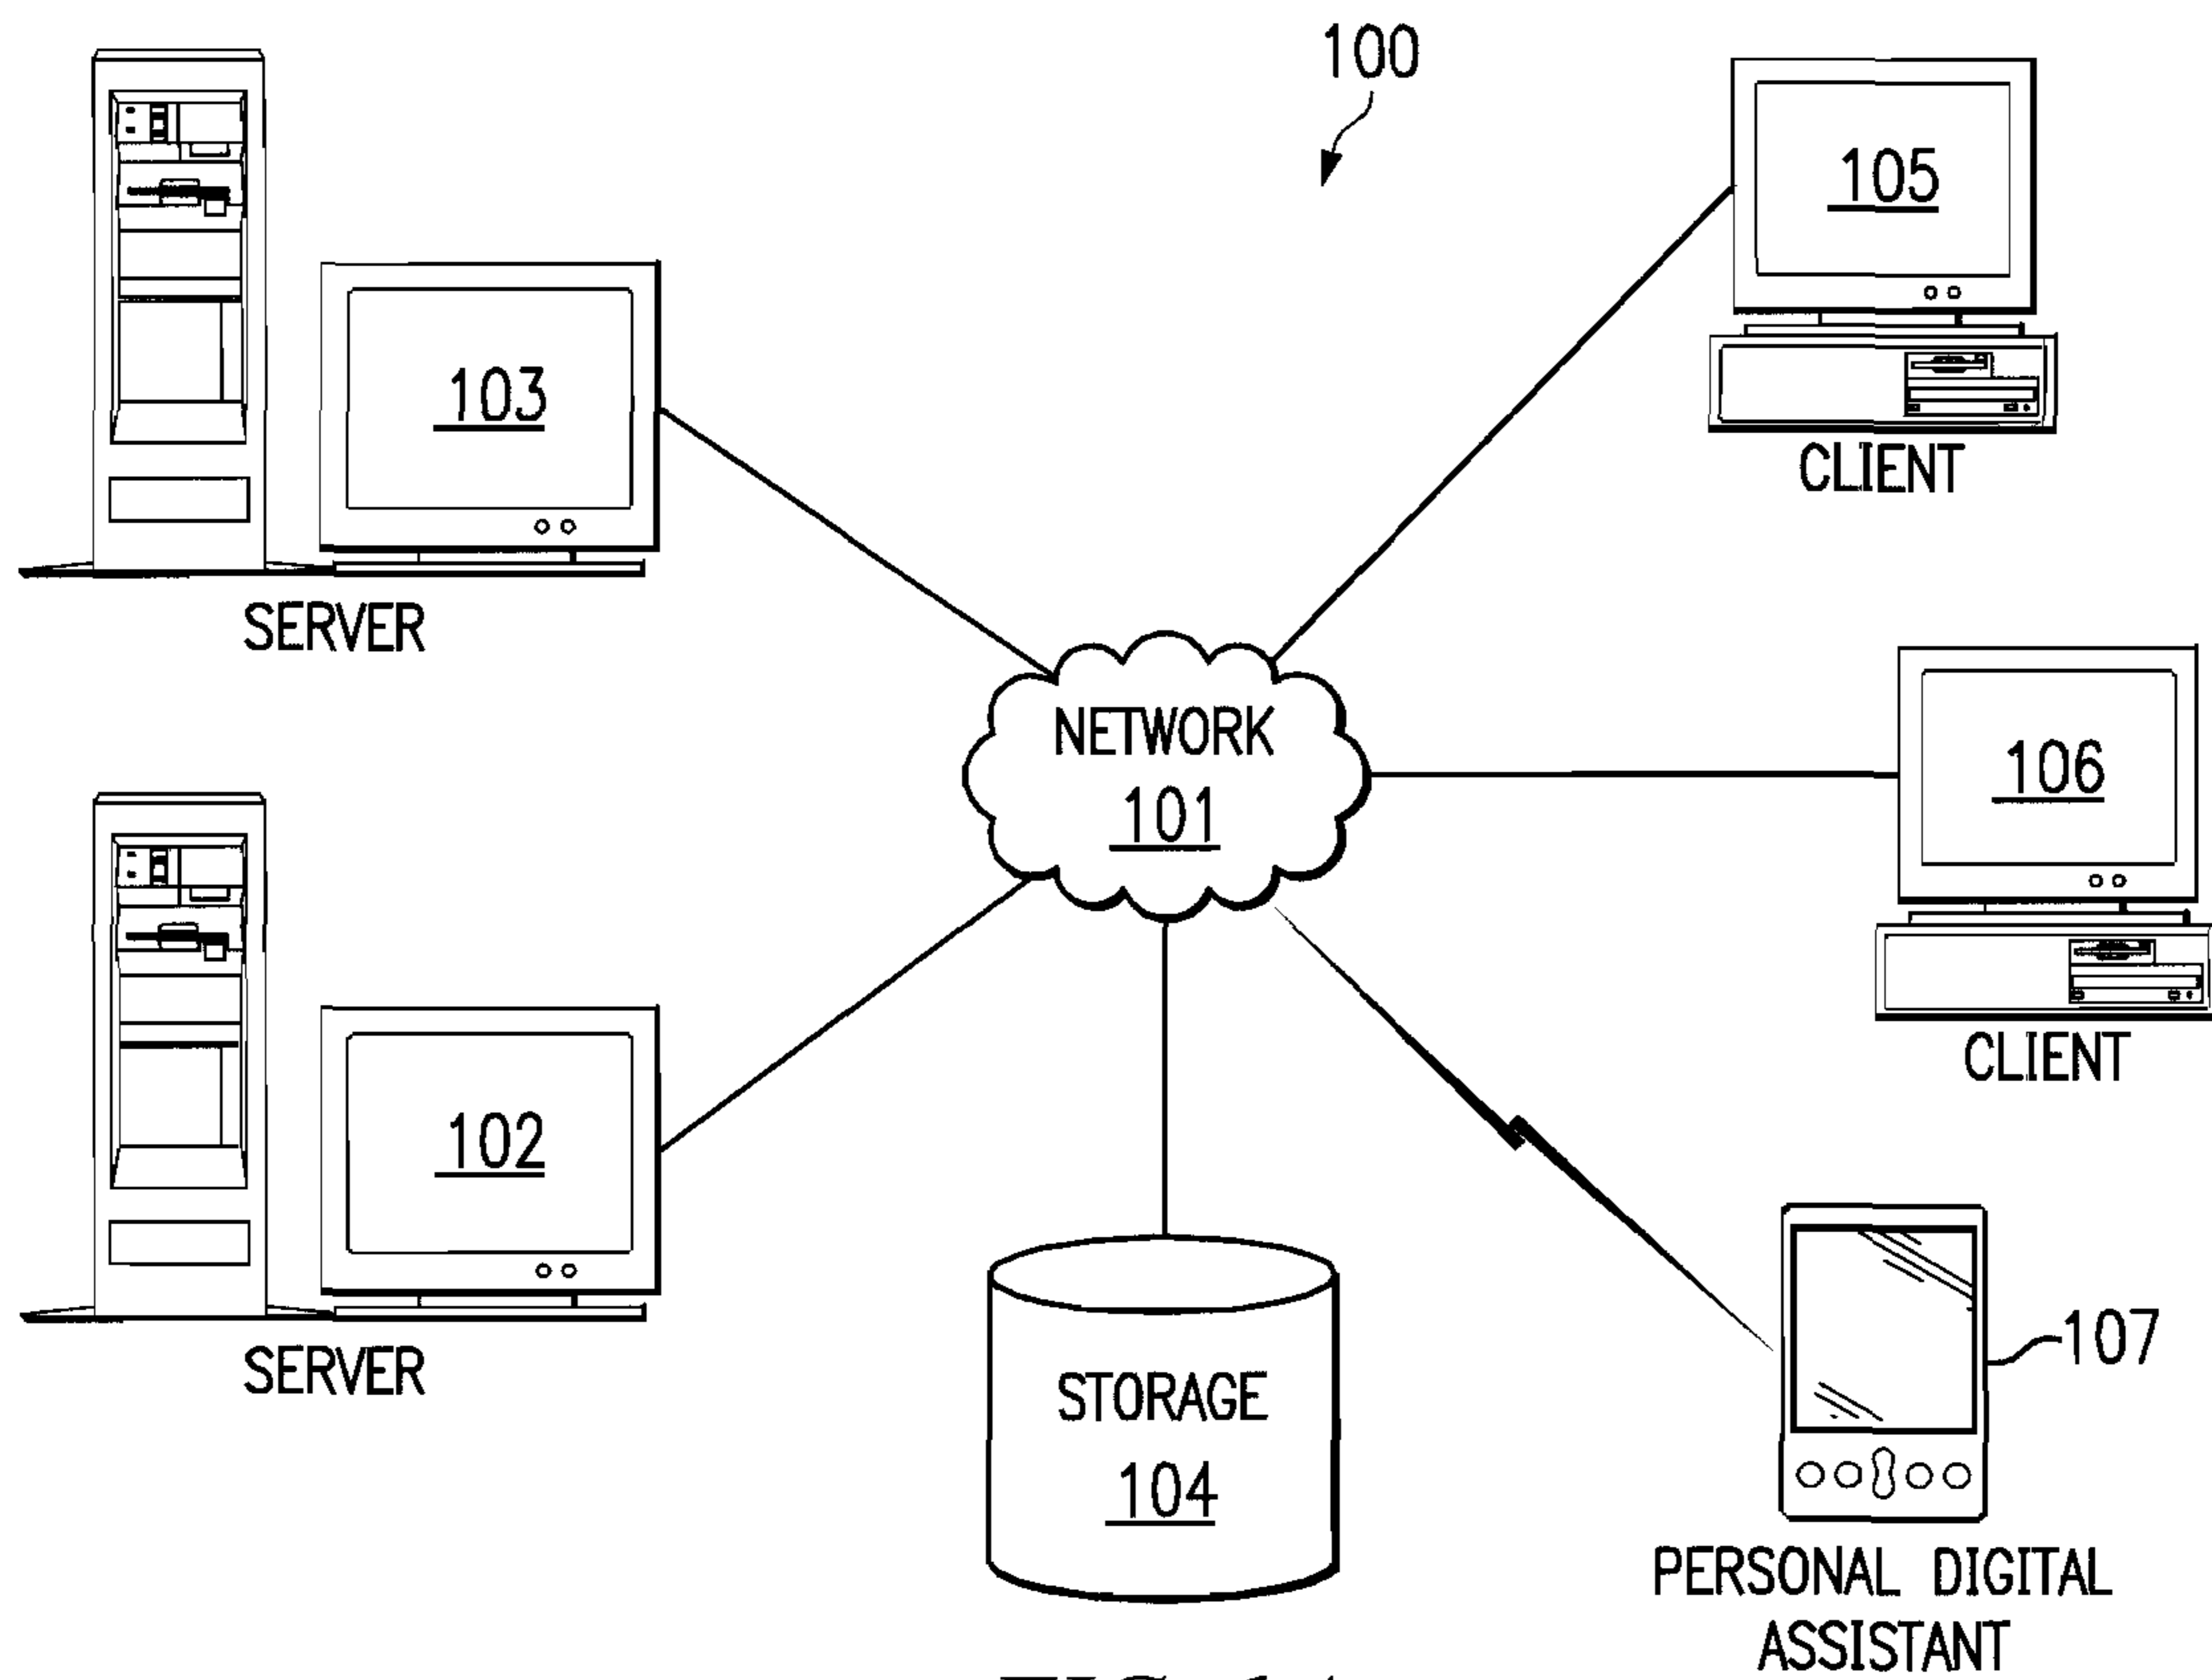 100
105
CLIENT
103
SERVER
NETWORK
101
106
CLIENT
102
SERVER
STORAGE
104
107
PERSONAL DIGITAL
ASSISTANT